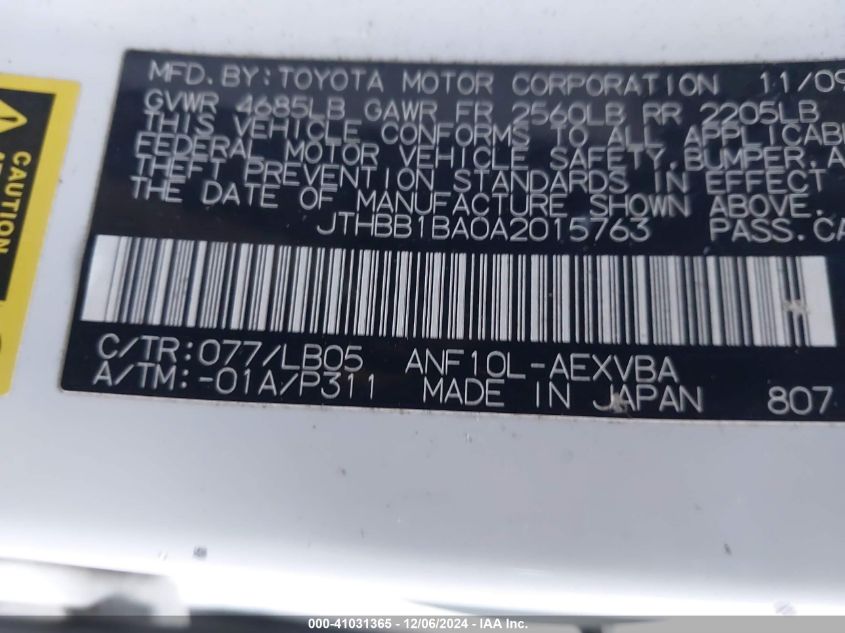 MFD. BY: TOYOTA MOTOR CORPORATION 11/09
GVWR 4685LB GAWR FR 2560LB RR 2205LB
THIS VEHICLE CONFORMS TO ALL APPLICABL
FEDERAL MOTOR VEHICLE SAFETY, BUMPER, A
THEFT PREVENTION STANDARDS IN EFFECT
THE DATE OF MANUFACTURE SHOWN ABOVE.
JTHBB1BA0A2015763 PASS. CA
C/TR: 077/LB05 ANF10L-AEXVBA
A/TM: -01A/P311 MADE IN JAPAN 807
CAUTION
000-41031365 - 12/06/2024 - IAA Inc.